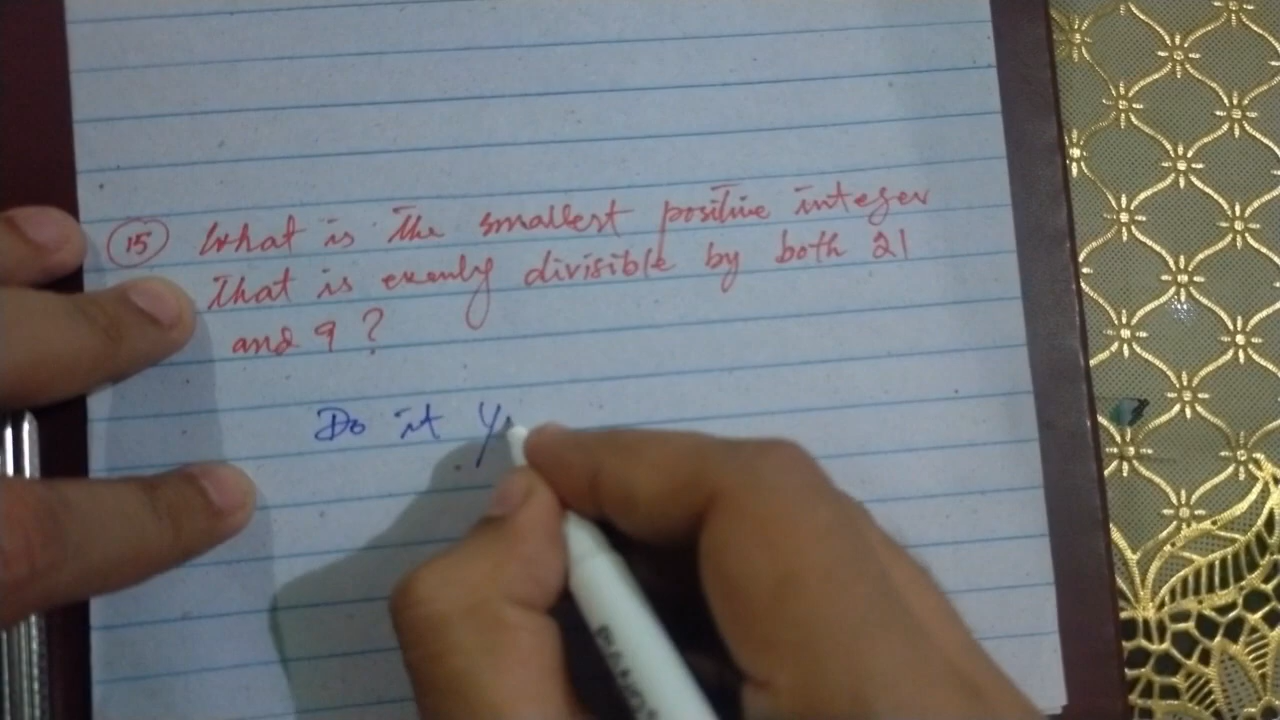 15 What is the smallest positive integer
that is evenly divisible by both 21
and 9 ?
Do it